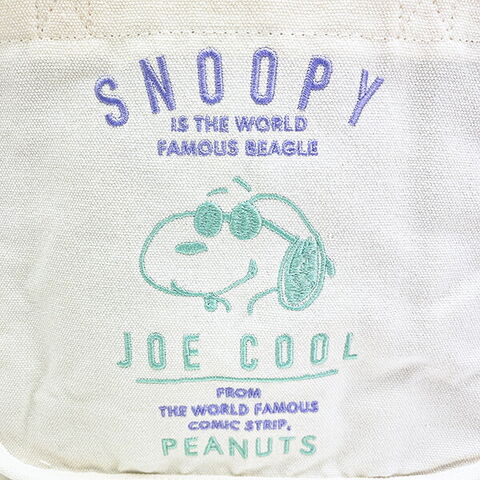 SNOOPY
IS THE WORLD
FAMOUS BEAGLE
JOE COOL
FROM
THE WORLD FAMOUS
COMIC STRIP,
PEANUTS